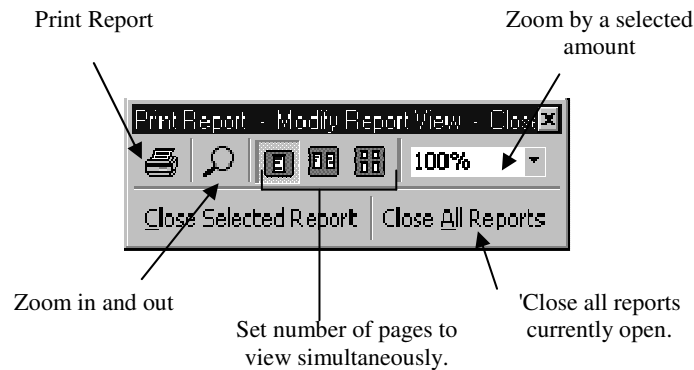 Print Report
Zoom by a selected
amount
Print Report - Modify Report View - Close
100%
Close Selected Report
Close All Reports
Zoom in and out
Set number of pages to
view simultaneously.
'Close all reports
currently open.